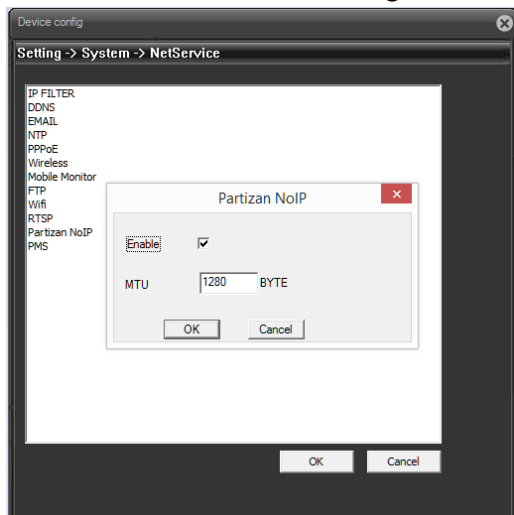 Device config
Setting -> System -> NetService
IP FILTER
DDNS
EMAIL
NTP
PPPoE
Wireless
Mobile Monitor
FTP
Wifi
RTSP
Partizan NoIP
PMS
Partizan NoIP
Enable
MTU 1280 BYTE
OK Cancel
OK Cancel